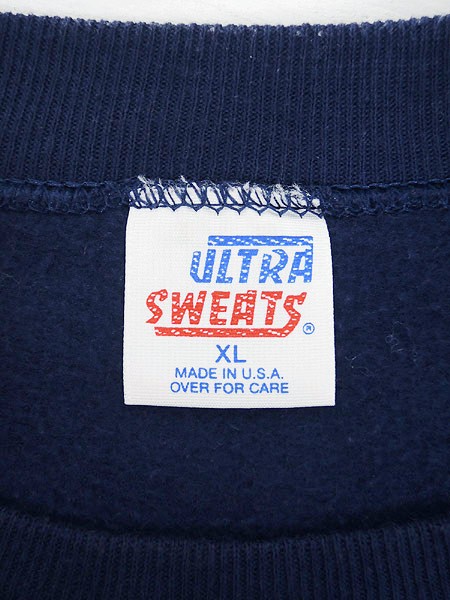 ULTRA
SWEATS®
XL
MADE IN U.S.A.
OVER FOR CARE